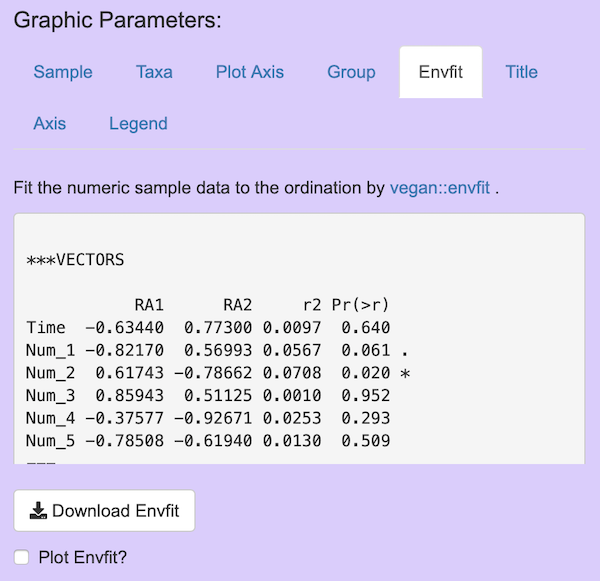 Graphic Parameters:
Sample Taxa Plot Axis Group Envfit Title
Axis Legend
Fit the numeric sample data to the ordination by vegan::envfit .
***VECTORS
RA1 RA2 r2 Pr(>r)
Time -0.63440 0.77300 0.0097 0.640
Num_1 -0.82170 0.56993 0.0567 0.061 .
Num_2 0.61743 -0.78662 0.0708 0.020 *
Num_3 0.85943 0.51125 0.0010 0.952
Num_4 -0.37577 -0.92671 0.0253 0.293
Num_5 -0.78508 -0.61940 0.0130 0.509
---
Download Envfit
Plot Envfit?